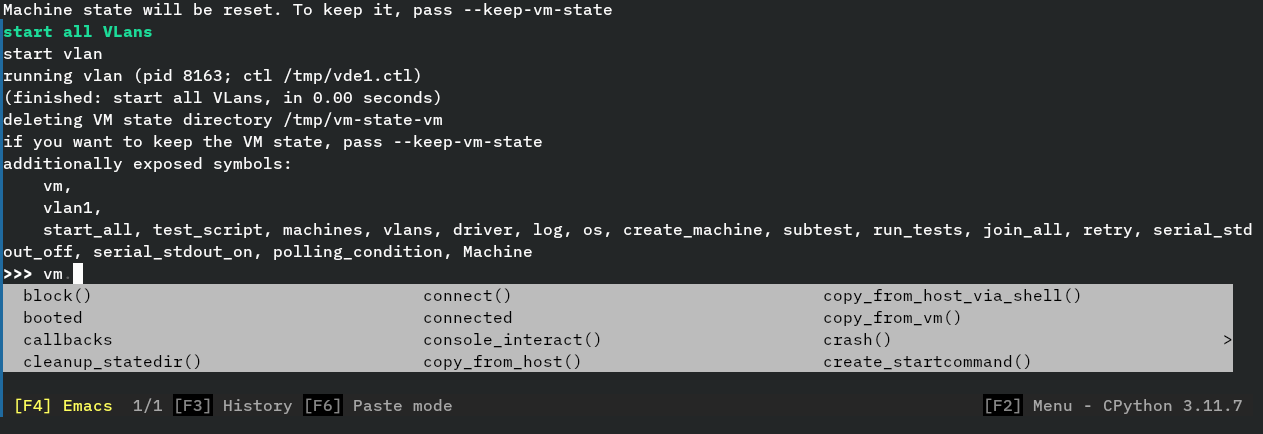 Machine state will be reset. To keep it, pass --keep-vm-state
start all VLans
start vlan
running vlan (pid 8163; ctl /tmp/vde1.ctl)
(finished: start all VLans, in 0.00 seconds)
deleting VM state directory /tmp/vm-state-vm
if you want to keep the VM state, pass --keep-vm-state
additionally exposed symbols:
    vm,
    vlan1,
    start_all, test_script, machines, vlans, driver, log, os, create_machine, subtest, run_tests, join_all, retry, serial_std
out_off, serial_stdout_on, polling_condition, Machine
>>> vm.
block() connect() copy_from_host_via_shell()
booted connected copy_from_vm()
callbacks console_interact() crash() >
cleanup_statedir() copy_from_host() create_startcommand()
[F4] Emacs 1/1 [F3] History [F6] Paste mode [F2] Menu - CPython 3.11.7